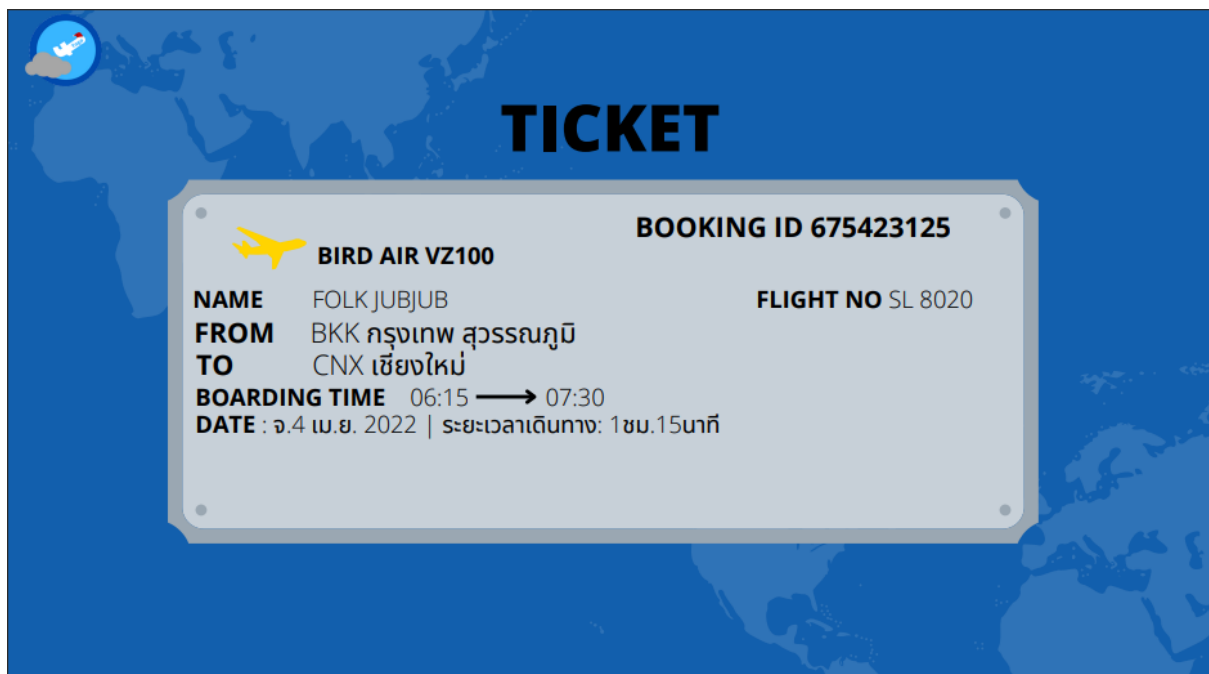 TICKET
BOOKING ID 675423125
BIRD AIR VZ100
NAME FOLK JUBJUB FLIGHT NO SL 8020
FROM BKK กรุงเทพ สุวรรณภูมิ
TO CNX เชียงใหม่
BOARDING TIME 06:15 ⟶ 07:30
DATE : จ.4 เม.ย. 2022 | ระยะเวลาเดินทาง: 1ชม.15นาที